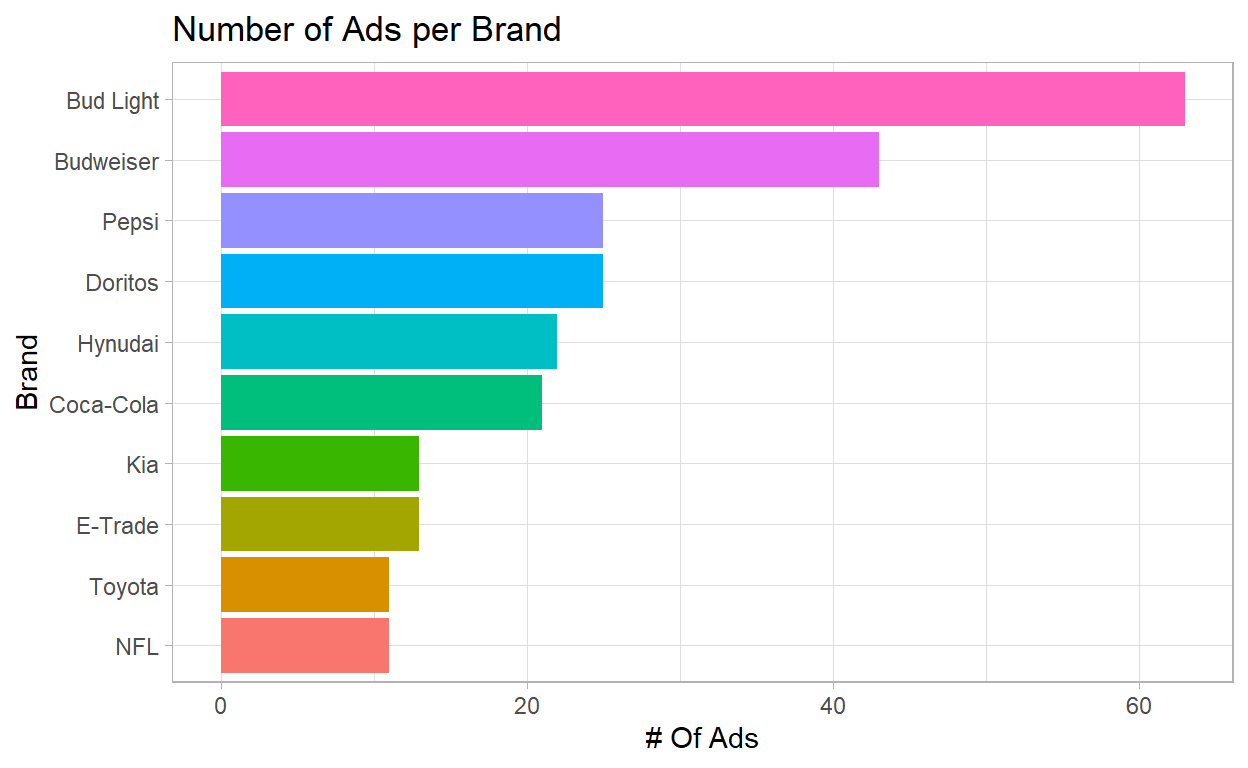 Number of Ads per Brand
Bud Light
Budweiser
Pepsi
Doritos
Hynudai
Coca-Cola
Kia
E-Trade
Toyota
NFL
Brand
0 20 40 60
# Of Ads